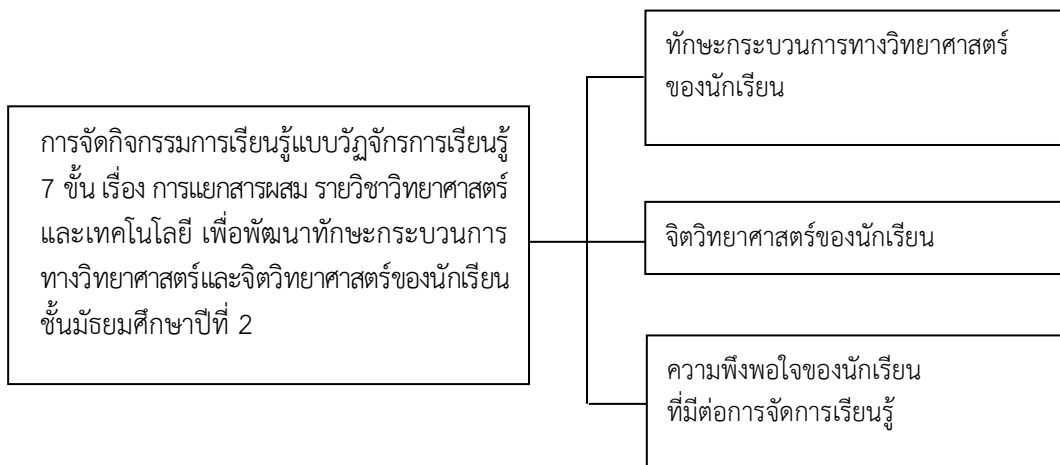 การจัดกิจกรรมการเรียนรู้แบบวัฏจักรการเรียนรู้
7 ขั้น เรื่อง การแยกสารผสม รายวิชาวิทยาศาสตร์
และเทคโนโลยี เพื่อพัฒนาทักษะกระบวนการ
ทางวิทยาศาสตร์และจิตวิทยาศาสตร์ของนักเรียน
ชั้นมัธยมศึกษาปีที่ 2
ทักษะกระบวนการทางวิทยาศาสตร์
ของนักเรียน
จิตวิทยาศาสตร์ของนักเรียน
ความพึงพอใจของนักเรียน
ที่มีต่อการจัดการเรียนรู้